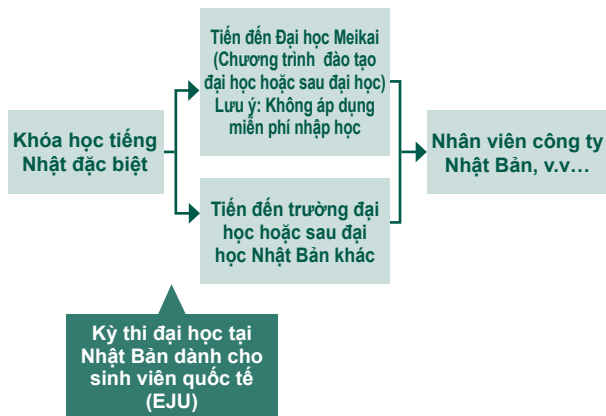 Khóa học tiếng
Nhật đặc biệt
Tiến đến Đại học Meikai
(Chương trình đào tạo
đại học hoặc sau đại học)
Lưu ý: Không áp dụng
miễn phí nhập học
Tiến đến trường đại
học hoặc sau đại
học Nhật Bản khác
Nhân viên công ty
Nhật Bản, v.v...
Kỳ thi đại học tại
Nhật Bản dành cho
sinh viên quốc tế
(EJU)